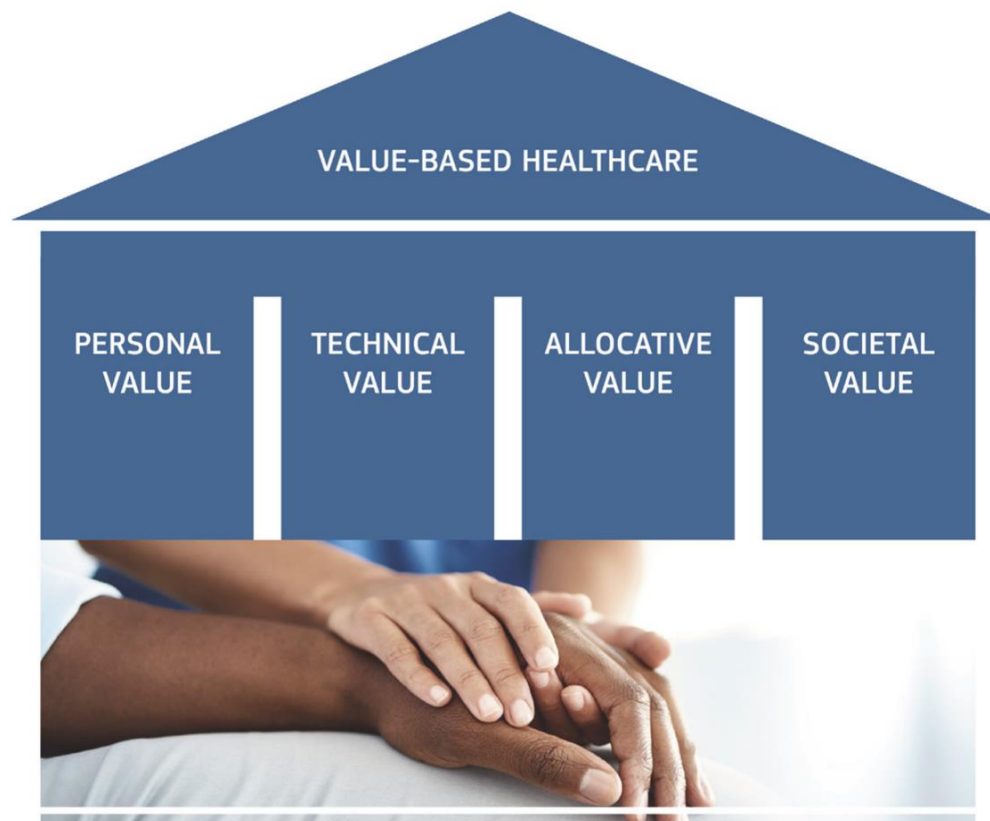 VALUE-BASED HEALTHCARE
PERSONAL
VALUE
TECHNICAL
VALUE
ALLOCATIVE
VALUE
SOCIETAL
VALUE